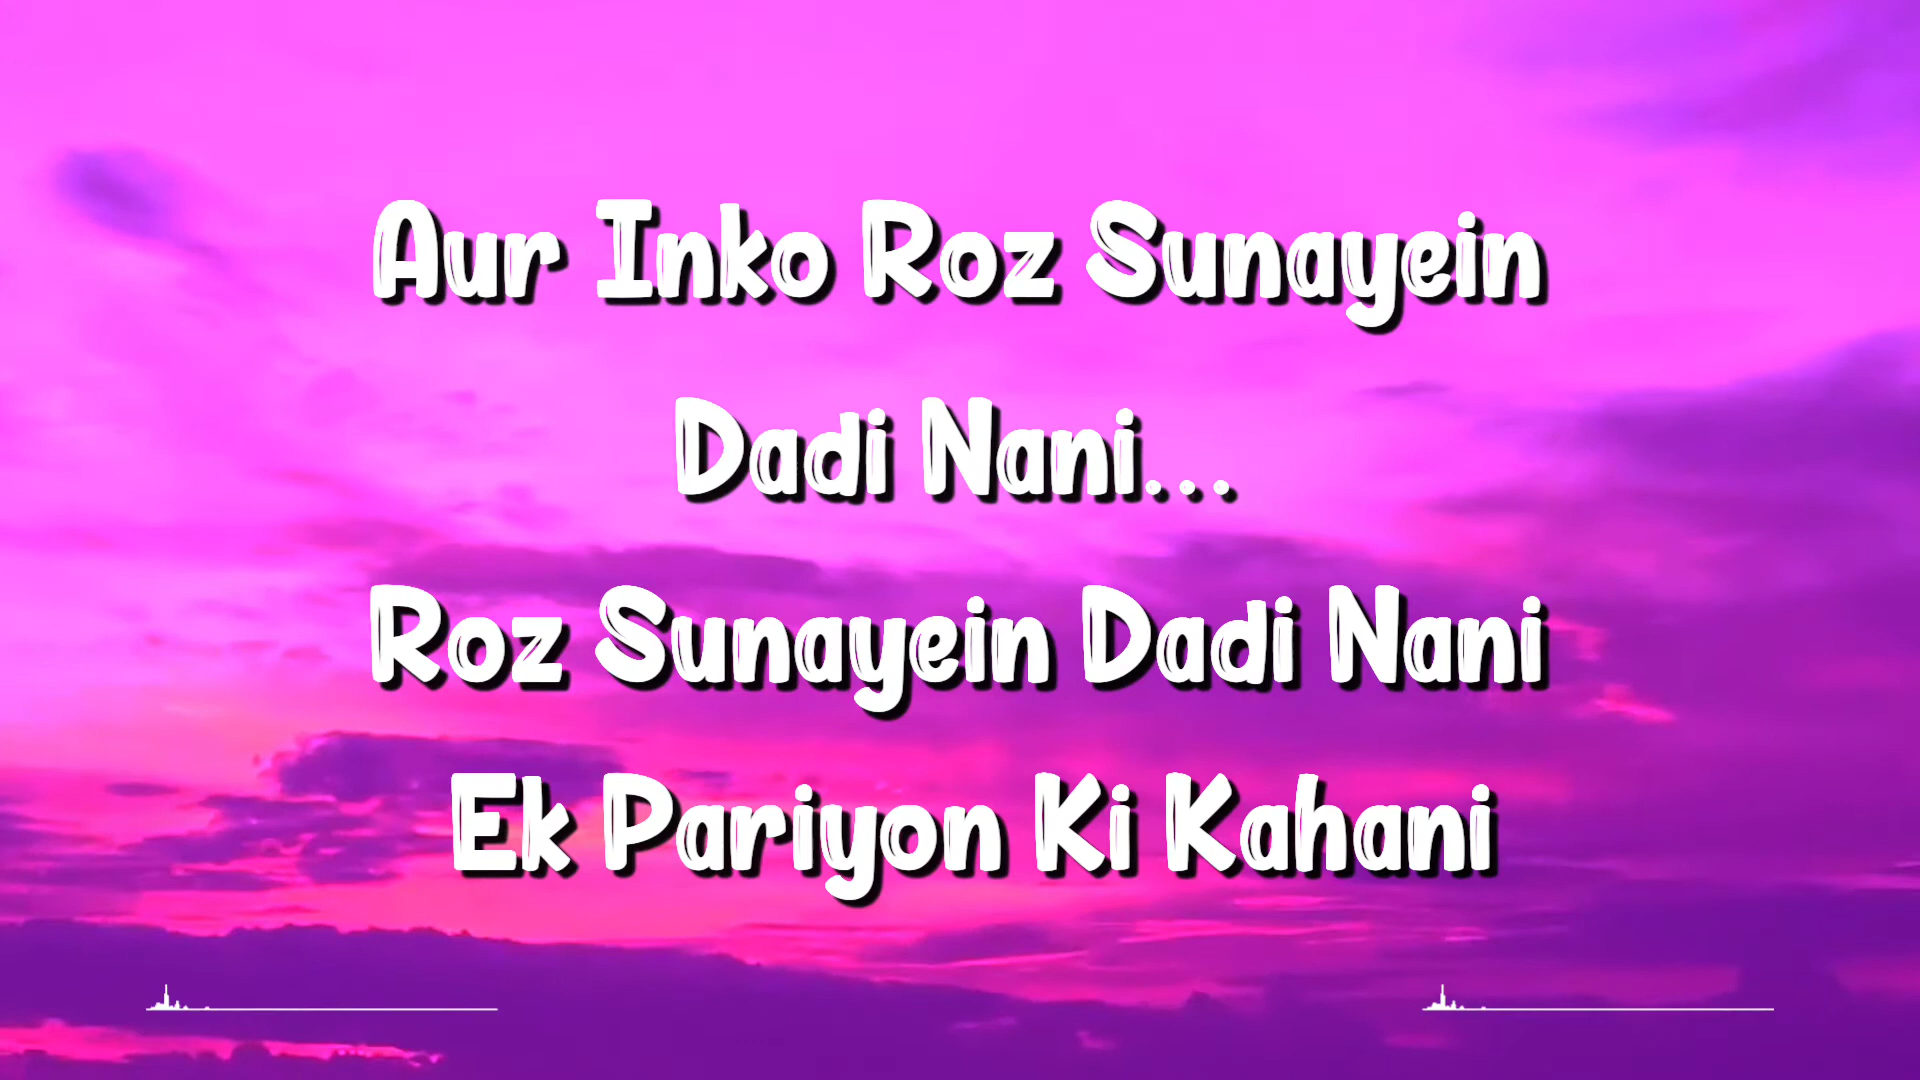 Aur Inko Roz Sunayein
Dadi Nani...
Roz Sunayein Dadi Nani
Ek Pariyon Ki Kahani